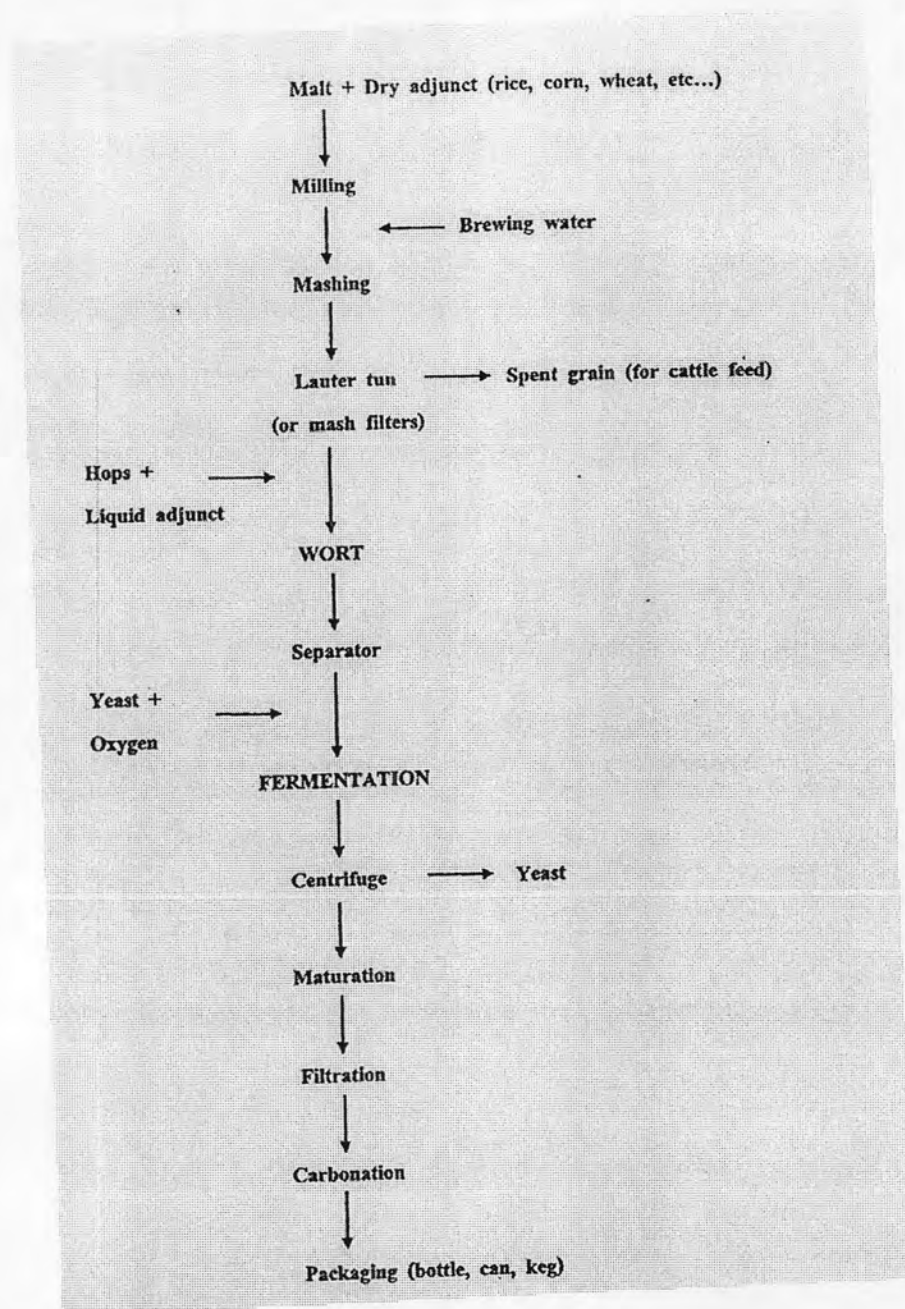 Malt + Dry adjunct (rice, corn, wheat, etc...)
Milling
Brewing water
Mashing
Lauter tun
Spent grain (for cattle feed)
(or mash filters)
Hops +
Liquid adjunct
WORT
Separator
Yeast +
Oxygen
FERMENTATION
Centrifuge
Yeast
Maturation
Filtration
Carbonation
Packaging (bottle, can, keg)